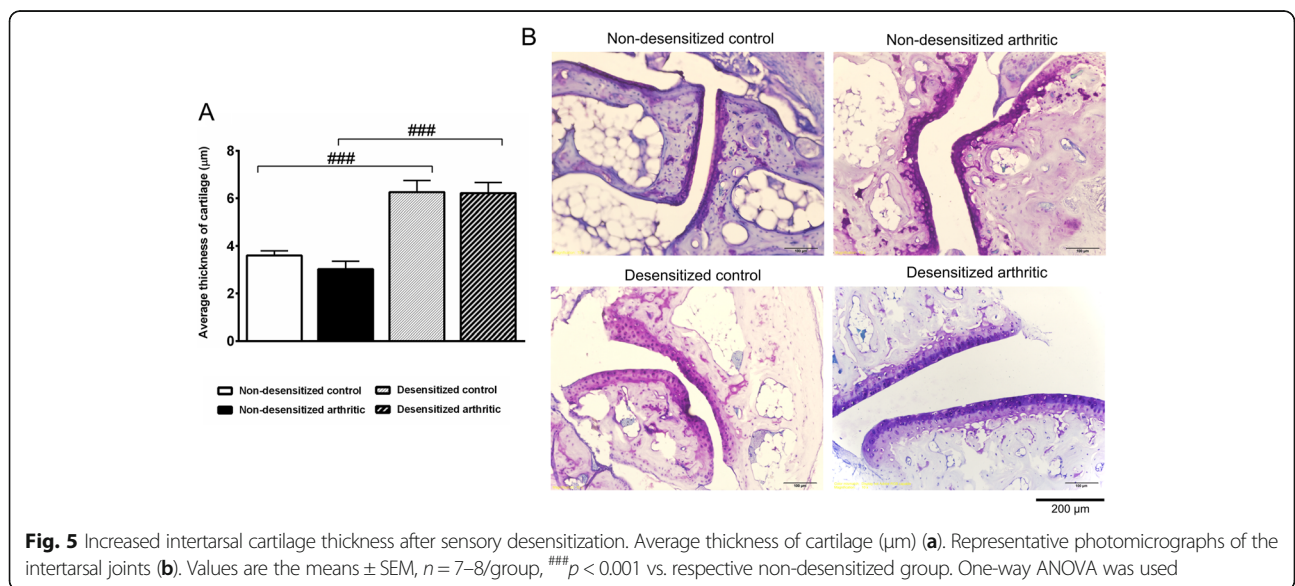 B
Non-desensitized control
Non-desensitized arthritic
A
###
###
Average thickness of cartilage (µm)
8
6
4
2
0
Non-desensitized control
Desensitized control
Non-desensitized arthritic
Desensitized arthritic
Desensitized control
Desensitized arthritic
200 µm
Fig. 5 Increased intertarsal cartilage thickness after sensory desensitization. Average thickness of cartilage (µm) (a). Representative photomicrographs of the
intertarsal joints (b). Values are the means ± SEM, n = 7–8/group, ###p < 0.001 vs. respective non-desensitized group. One-way ANOVA was used